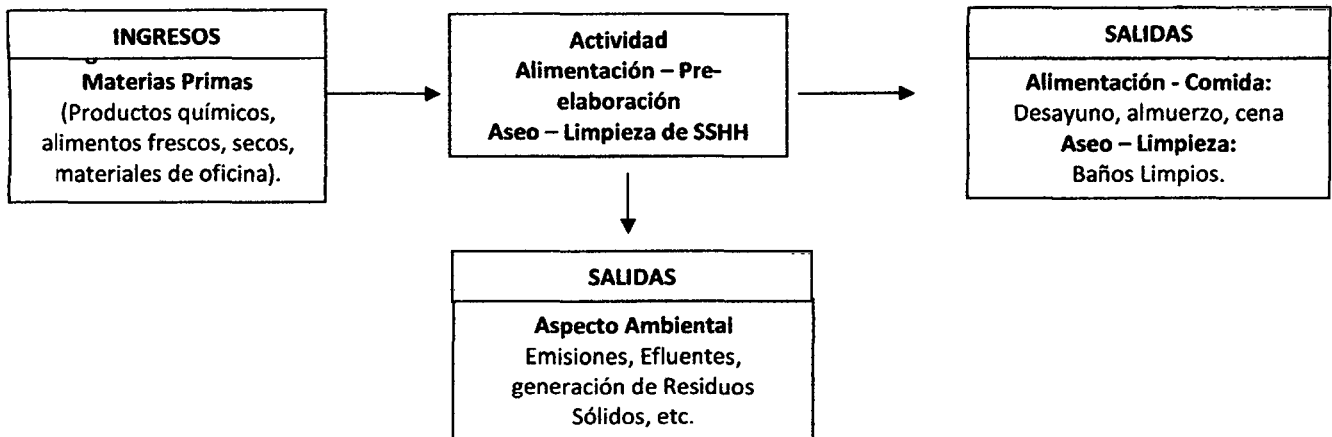 INGRESOS
Materias Primas
(Productos químicos,
alimentos frescos, secos,
materiales de oficina).
Actividad
Alimentación – Pre-
elaboración
Aseo – Limpieza de SSHH
SALIDAS
Alimentación - Comida:
Desayuno, almuerzo, cena
Aseo – Limpieza:
Baños Limpios.
SALIDAS
Aspecto Ambiental
Emisiones, Efluentes,
generación de Residuos
Sólidos, etc.